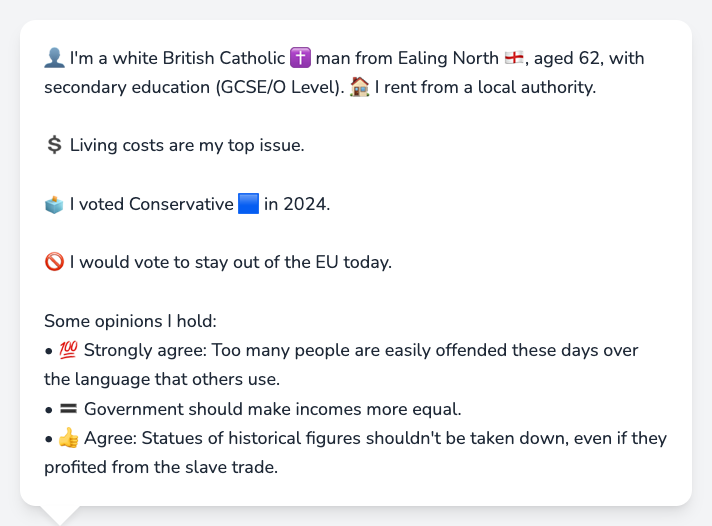 👤 I'm a white British Catholic ✝️ man from Ealing North 🏴󠁧󠁢󠁥󠁮󠁧󠁿, aged 62, with
secondary education (GCSE/O Level). 🏠 I rent from a local authority.
💲 Living costs are my top issue.
🗳️ I voted Conservative 🟦 in 2024.
🚫 I would vote to stay out of the EU today.
Some opinions I hold:
• 💯 Strongly agree: Too many people are easily offended these days over
the language that others use.
• 🟰 Government should make incomes more equal.
• 👍 Agree: Statues of historical figures shouldn't be taken down, even if they
profited from the slave trade.